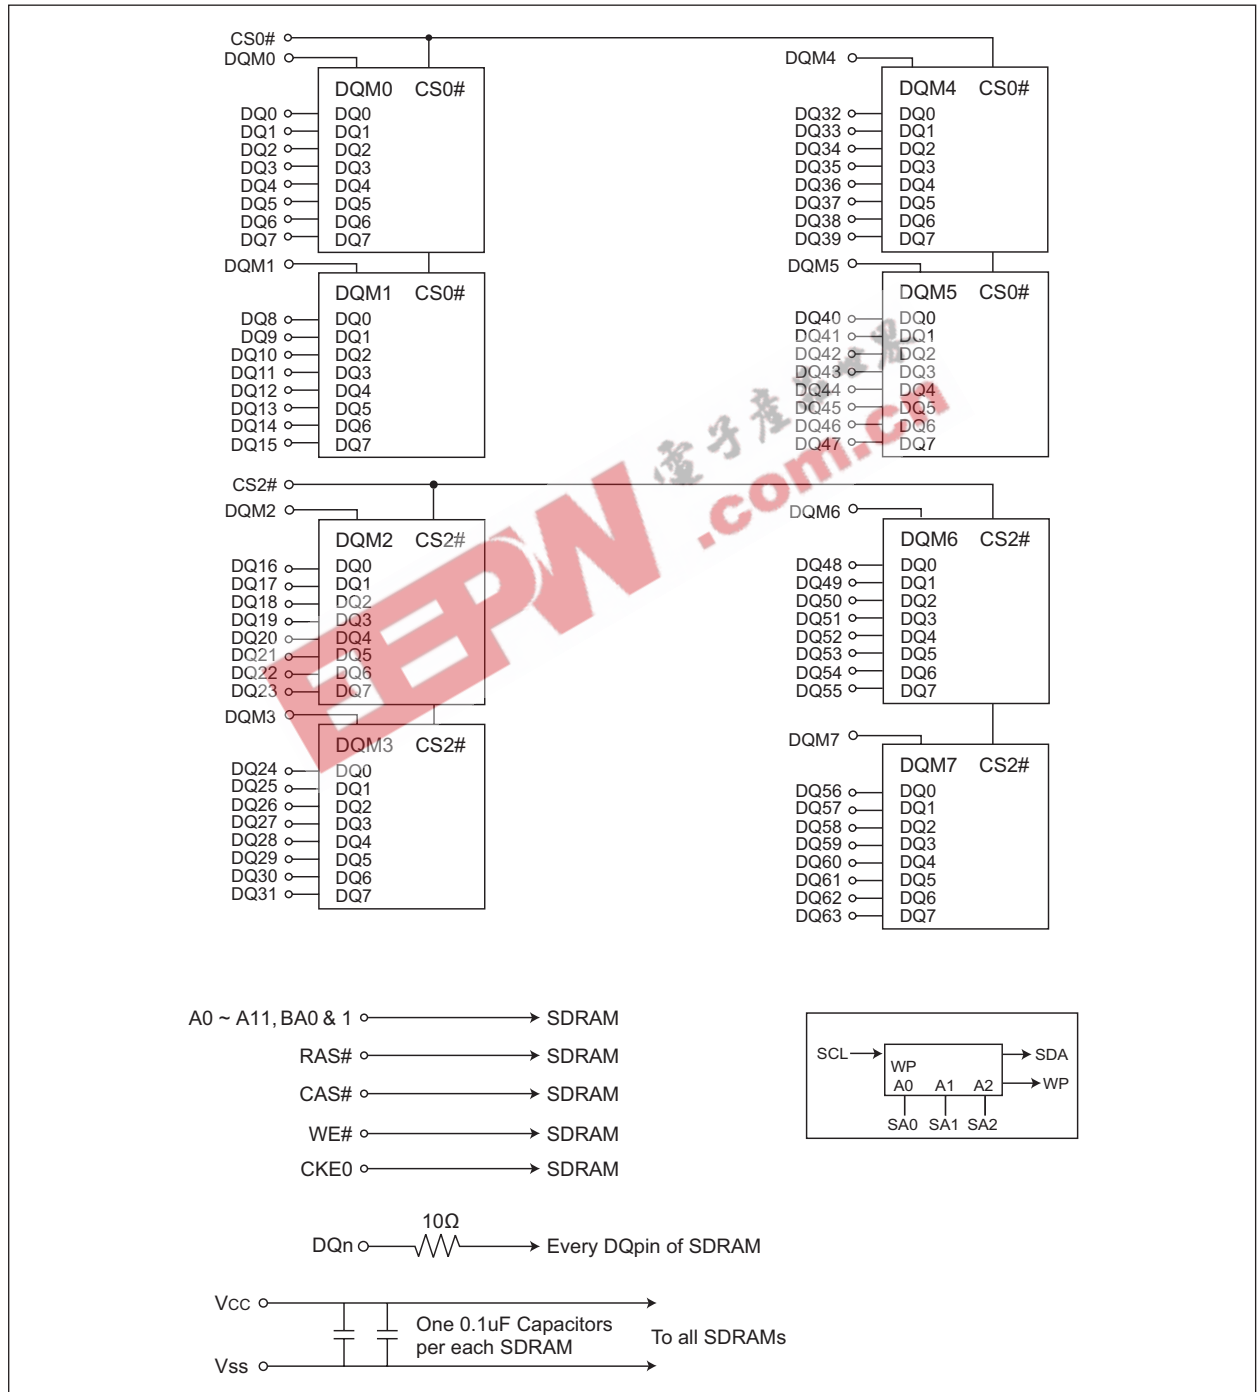 CS0#
DQM0
DQM0 CS0#
DQ0 DQ0
DQ1 DQ1
DQ2 DQ2
DQ3 DQ3
DQ4 DQ4
DQ5 DQ5
DQ6 DQ6
DQ7 DQ7
DQM1
DQM1 CS0#
DQ8 DQ0
DQ9 DQ1
DQ10 DQ2
DQ11 DQ3
DQ12 DQ4
DQ13 DQ5
DQ14 DQ6
DQ15 DQ7
DQM4
DQM4 CS0#
DQ32 DQ0
DQ33 DQ1
DQ34 DQ2
DQ35 DQ3
DQ36 DQ4
DQ37 DQ5
DQ38 DQ6
DQ39 DQ7
DQM5
DQM5 CS0#
DQ40 DQ0
DQ41 DQ1
DQ42 DQ2
DQ43 DQ3
DQ44 DQ4
DQ45 DQ5
DQ46 DQ6
DQ47 DQ7
CS2#
DQM2
DQM2 CS2#
DQ16 DQ0
DQ17 DQ1
DQ18 DQ2
DQ19 DQ3
DQ20 DQ4
DQ21 DQ5
DQ22 DQ6
DQ23 DQ7
DQM3
DQM3 CS2#
DQ24 DQ0
DQ25 DQ1
DQ26 DQ2
DQ27 DQ3
DQ28 DQ4
DQ29 DQ5
DQ30 DQ6
DQ31 DQ7
DQM6
DQM6 CS2#
DQ48 DQ0
DQ49 DQ1
DQ50 DQ2
DQ51 DQ3
DQ52 DQ4
DQ53 DQ5
DQ54 DQ6
DQ55 DQ7
DQM7
DQM7 CS2#
DQ56 DQ0
DQ57 DQ1
DQ58 DQ2
DQ59 DQ3
DQ60 DQ4
DQ61 DQ5
DQ62 DQ6
DQ63 DQ7
EEPW.com.cn
電子産品世界
A0 ~ A11, BA0 & 1 SDRAM
RAS# SDRAM
CAS# SDRAM
WE# SDRAM
CKE0 SDRAM
SCL WP SDA
A0 A1 A2 WP
SA0 SA1 SA2
10Ω
DQn Every DQpin of SDRAM
Vcc
One 0.1uF Capacitors
per each SDRAM
To all SDRAMs
Vss